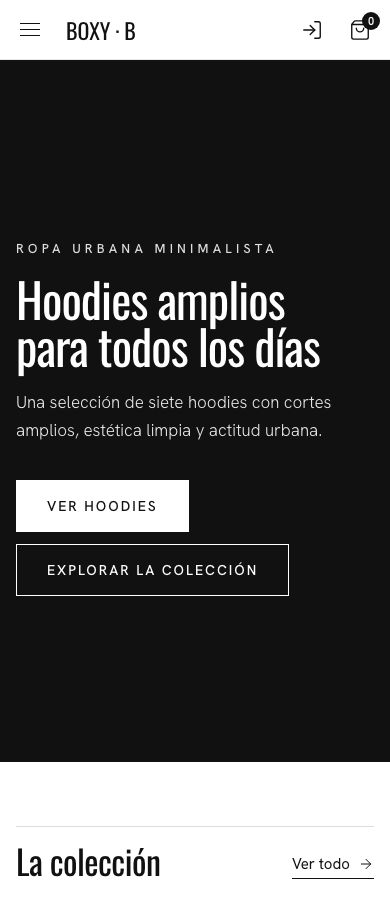 BOXY · B
0
ROPA URBANA MINIMALISTA
Hoodies amplios
para todos los días
Una selección de siete hoodies con cortes
amplios, estética limpia y actitud urbana.
VER HOODIES
EXPLORAR LA COLECCIÓN
La colección
Ver todo